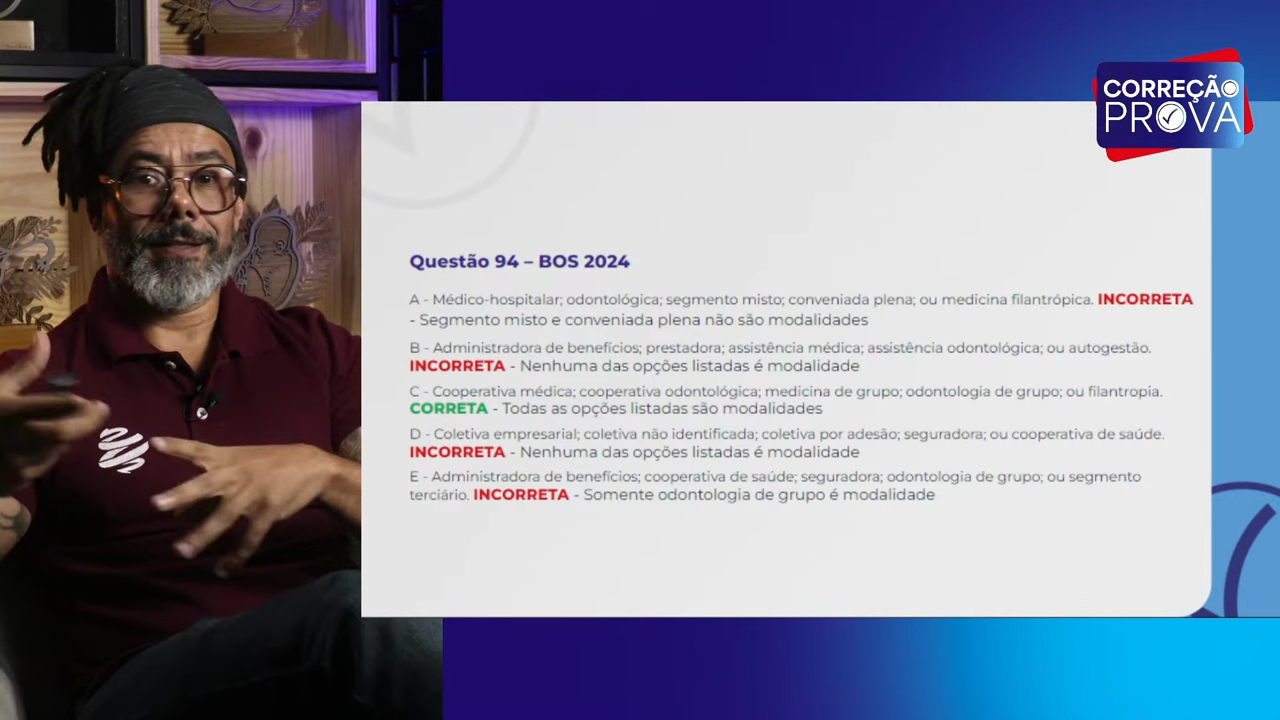 CORREÇÃO
PROVA
Questão 94 – BOS 2024
A - Médico-hospitalar; odontológica; segmento misto; conveniada plena; ou medicina filantrópica. INCORRETA
- Segmento misto e conveniada plena não são modalidades
B - Administradora de benefícios; prestadora; assistência médica; assistência odontológica; ou autogestão.
INCORRETA - Nenhuma das opções listadas é modalidade
C - Cooperativa médica; cooperativa odontológica; medicina de grupo; odontologia de grupo; ou filantropia.
CORRETA - Todas as opções listadas são modalidades
D - Coletiva empresarial; coletiva não identificada; coletiva por adesão; seguradora; ou cooperativa de saúde.
INCORRETA - Nenhuma das opções listadas é modalidade
E - Administradora de benefícios; cooperativa de saúde; seguradora; odontologia de grupo; ou segmento
terciário. INCORRETA - Somente odontologia de grupo é modalidade